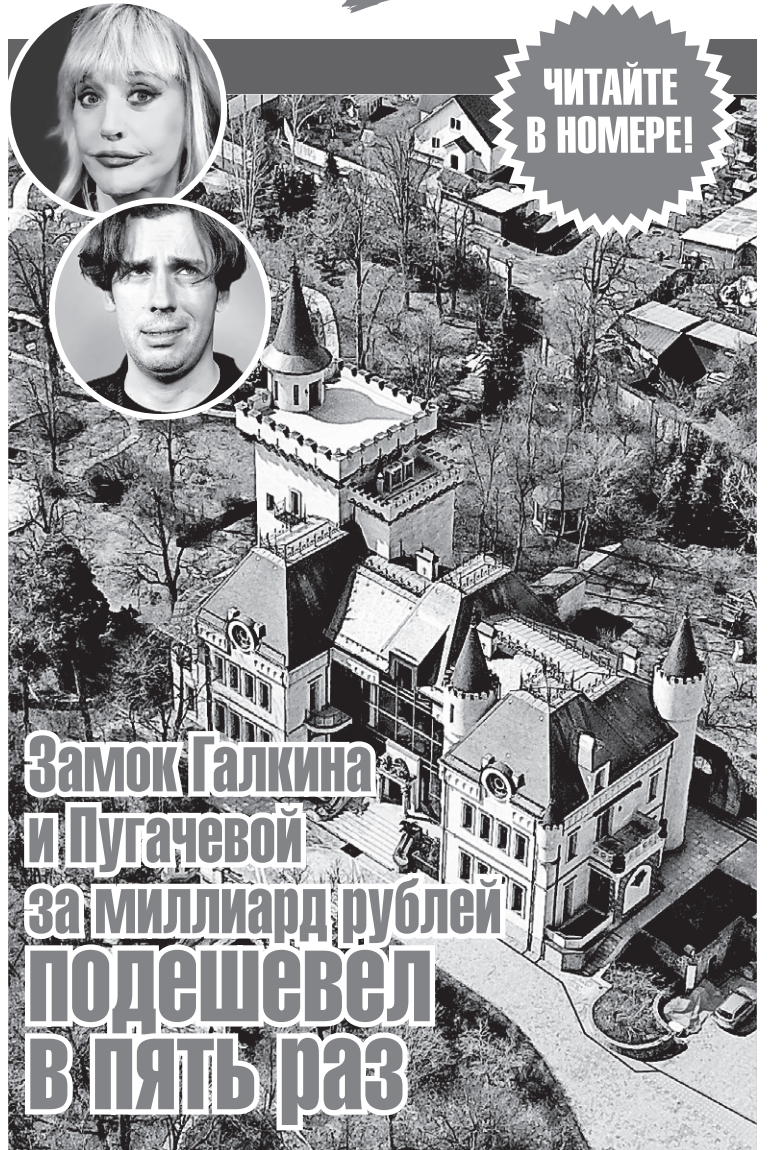 ЧИТАЙТЕ
В НОМЕРЕ!
Замок Галкина
и Пугачевой
за миллиард рублей
подешевел
в пять раз